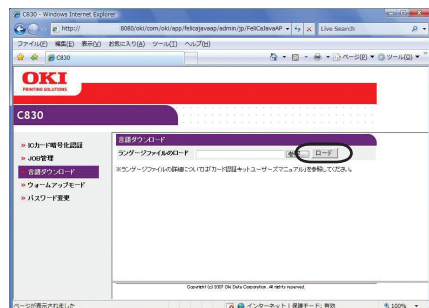 C830 - Windows Internet Explorer
http://
8080/oki/com/oki/app/felicajavaap/admin/jp/FeliCaJavaAP
Live Search
ファイル(F) 編集(E) 表示(V) お気に入り(A) ツール(T) ヘルプ(H)
C830
ページ(P) ツール(O)
OKI
PRINTING SOLUTIONS
C830
» ICカード暗号化認証
» JOB管理
» 言語ダウンロード
» ウォームアップモード
» パスワード変更
言語ダウンロード
ランゲージファイルのロード
ロード
※ランゲージファイルの詳細については「カード認証キットユーザーズマニュアル」を参照してください。
Copyright (c) 2007 Oki Data Corporation. All rights reserved.
ページが表示されました
インターネット | 保護モード: 有効
100%